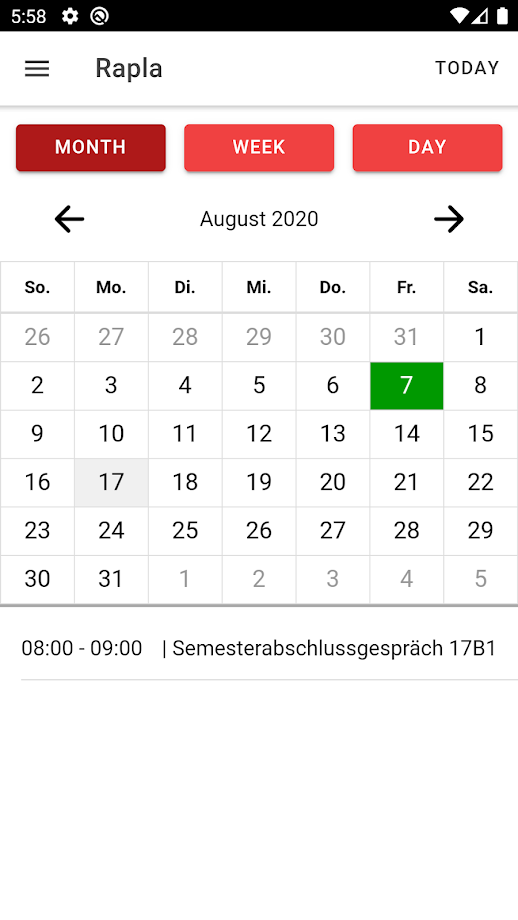 5:58
Rapla TODAY
MONTH WEEK DAY
August 2020
So. Mo. Di. Mi. Do. Fr. Sa.
26 27 28 29 30 31 1
2 3 4 5 6 7 8
9 10 11 12 13 14 15
16 17 18 19 20 21 22
23 24 25 26 27 28 29
30 31 1 2 3 4 5
08:00 - 09:00 | Semesterabschlussgespräch 17B1